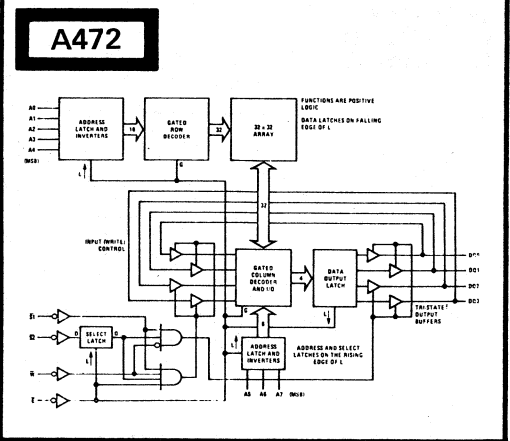 A472
FUNCTIONS ARE POSITIVE
LOGIC
DATA LATCHES ON FALLING
EDGE OF L
A0
A1
A2
A3
A4
(MSB)
ADDRESS
LATCH AND
INVERTERS
L
10
GATED
ROW
DECODER
G
32
32 x 32
ARRAY
32
INPUT (WRITE)
CONTROL
GATED
COLUMN
DECODER
AND I/O
G
4
DATA
OUTPUT
LATCH
L
DO1
DO2
DO3
TRI STATE
OUTPUT
BUFFERS
S1
S2
D
SELECT
LATCH
Q
L
W
L
8
ADDRESS
LATCH AND
INVERTERS
A5 A6 A7 (MSB)
ADDRESS AND SELECT
LATCHES ON THE RISING
EDGE OF L